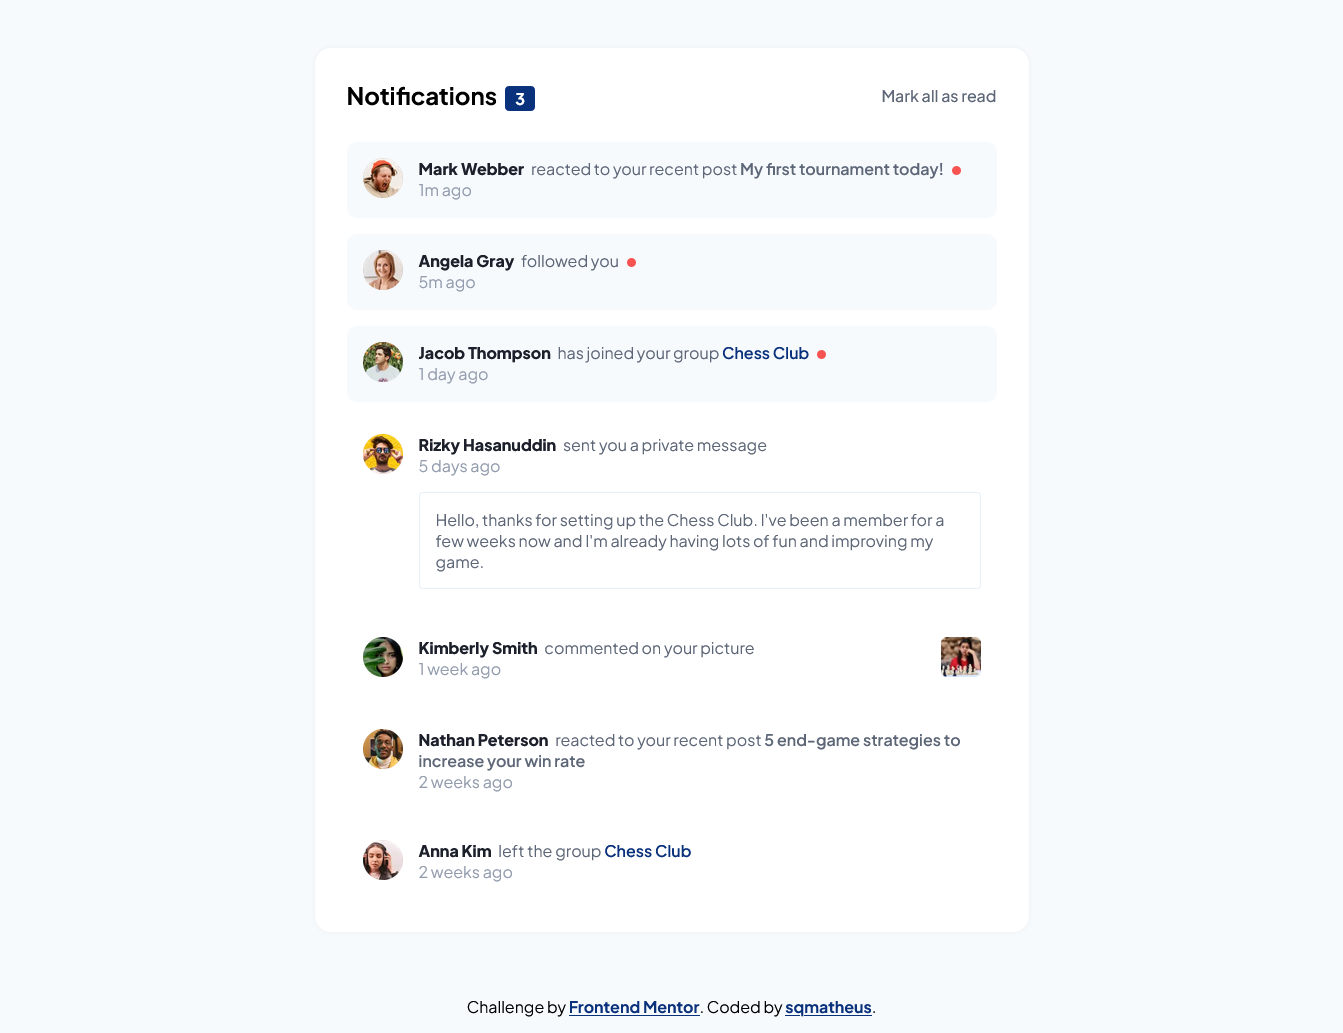 Notifications 3 Mark all as read
Mark Webber reacted to your recent post My first tournament today!
1m ago
Angela Gray followed you
5m ago
Jacob Thompson has joined your group Chess Club
1 day ago
Rizky Hasanuddin sent you a private message
5 days ago
Hello, thanks for setting up the Chess Club. I've been a member for a
few weeks now and I'm already having lots of fun and improving my
game.
Kimberly Smith commented on your picture
1 week ago
Nathan Peterson reacted to your recent post 5 end-game strategies to
increase your win rate
2 weeks ago
Anna Kim left the group Chess Club
2 weeks ago
Challenge by Frontend Mentor. Coded by sqmatheus.